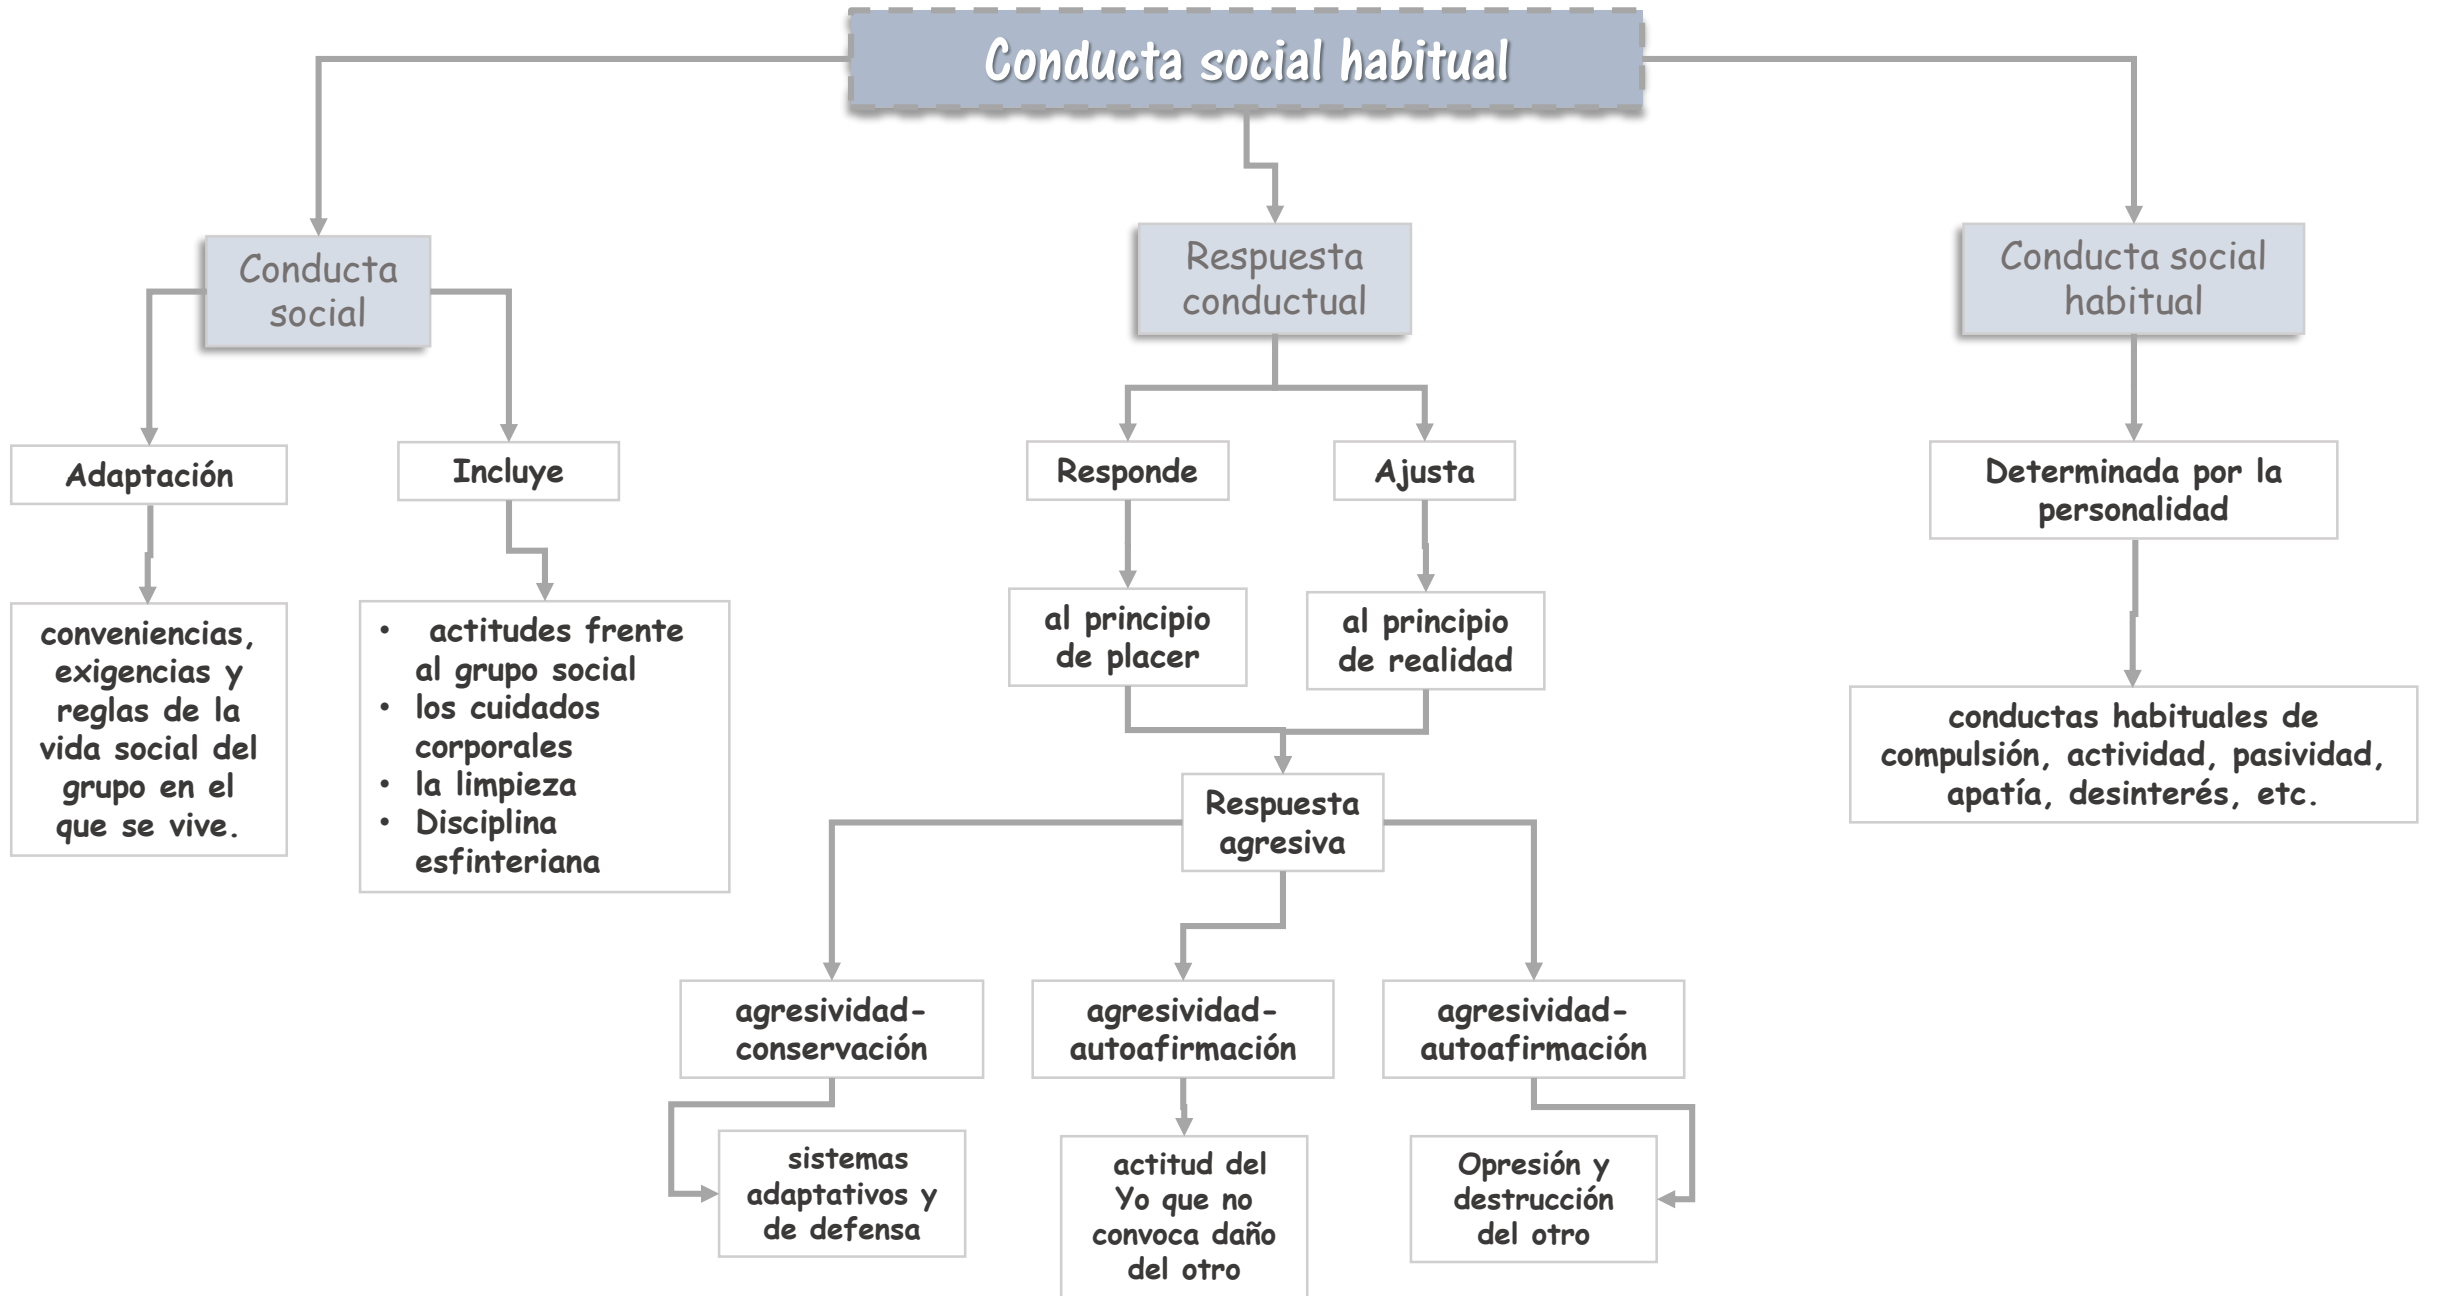 Conducta social habitual
Conducta
social
Respuesta
conductual
Conducta social
habitual
Adaptación
Incluye
Responde
Ajusta
Determinada por la
personalidad
conveniencias,
exigencias y
reglas de la
vida social del
grupo en el
que se vive.
• actitudes frente
al grupo social
• los cuidados
corporales
• la limpieza
• Disciplina
esfinteriana
al principio
de placer
al principio
de realidad
conductas habituales de
compulsión, actividad, pasividad,
apatía, desinterés, etc.
Respuesta
agresiva
agresividad-
conservación
agresividad-
autoafirmación
agresividad-
autoafirmación
sistemas
adaptativos y
de defensa
actitud del
Yo que no
convoca daño
del otro
Opresión y
destrucción
del otro